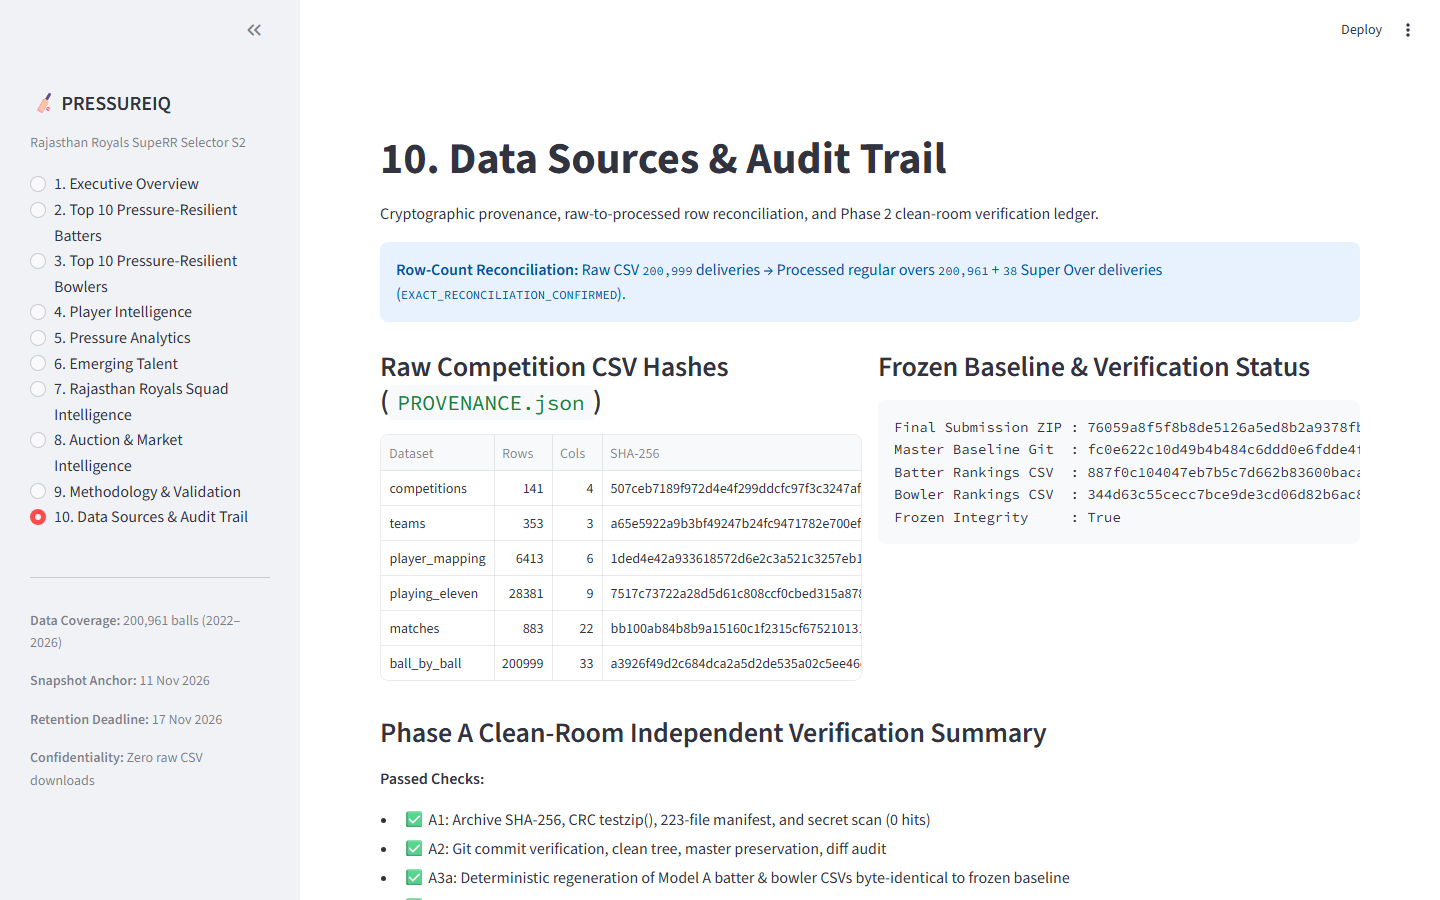 Deploy
PRESSUREIQ
Rajasthan Royals SupeRR Selector S2
1. Executive Overview
2. Top 10 Pressure-Resilient
Batters
3. Top 10 Pressure-Resilient
Bowlers
4. Player Intelligence
5. Pressure Analytics
6. Emerging Talent
7. Rajasthan Royals Squad
Intelligence
8. Auction & Market
Intelligence
9. Methodology & Validation
10. Data Sources & Audit Trail
Data Coverage: 200,961 balls (2022–
2026)
Snapshot Anchor: 11 Nov 2026
Retention Deadline: 17 Nov 2026
Confidentiality: Zero raw CSV
downloads
10. Data Sources & Audit Trail
Cryptographic provenance, raw-to-processed row reconciliation, and Phase 2 clean-room verification ledger.
Row-Count Reconciliation: Raw CSV 200,999 deliveries → Processed regular overs 200,961 + 38 Super Over deliveries
(EXACT_RECONCILIATION_CONFIRMED).
Raw Competition CSV Hashes
( PROVENANCE.json )
Dataset Rows Cols SHA-256
competitions 141 4 507ceb7189f972d4e4f299ddcfc97f3c3247af
teams 353 3 a65e5922a9b3bf49247b24fc9471782e700ef
player_mapping 6413 6 1ded4e42a933618572d6e2c3a521c3257eb1
playing_eleven 28381 9 7517c73722a28d5d61c808ccf0cbed315a878
matches 883 22 bb100ab84b8b9a15160c1f2315cf675210131
ball_by_ball 200999 33 a3926f49d2c684dca2a5d2de535a02c5ee46
Frozen Baseline & Verification Status
Final Submission ZIP : 76059a8f5f8b8de5126a5ed8b2a9378fb
Master Baseline Git : fc0e622c10d49b4b484c6ddd0e6fdde4f
Batter Rankings CSV : 887f0c104047eb7b5c7d662b83600baca
Bowler Rankings CSV : 344d63c55cecc7bce9de3cd06d82b6ac8
Frozen Integrity : True
Phase A Clean-Room Independent Verification Summary
Passed Checks:
• ✅ A1: Archive SHA-256, CRC testzip(), 223-file manifest, and secret scan (0 hits)
• ✅ A2: Git commit verification, clean tree, master preservation, diff audit
• ✅ A3a: Deterministic regeneration of Model A batter & bowler CSVs byte-identical to frozen baseline